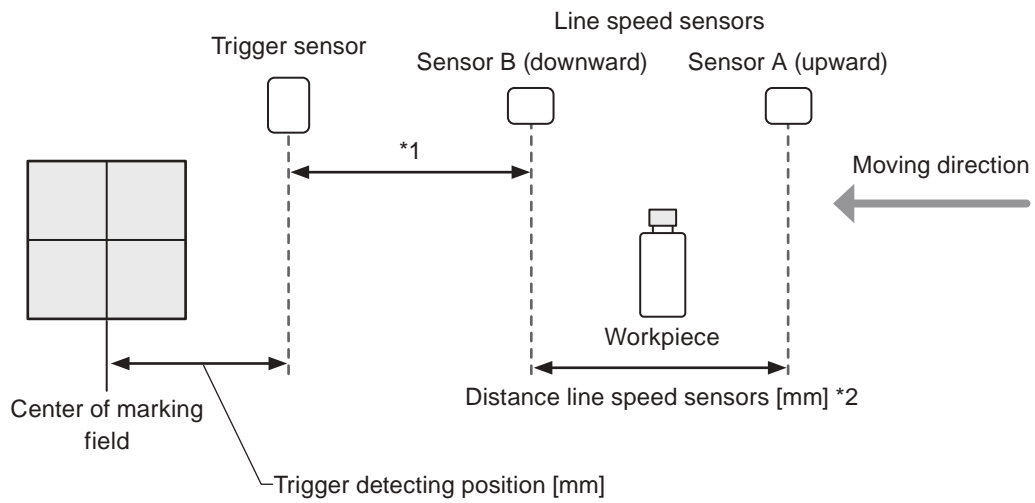 Line speed sensors
Trigger sensor
Sensor B (downward)
Sensor A (upward)
*1
Moving direction
Workpiece
Distance line speed sensors [mm] *2
Center of marking
field
Trigger detecting position [mm]